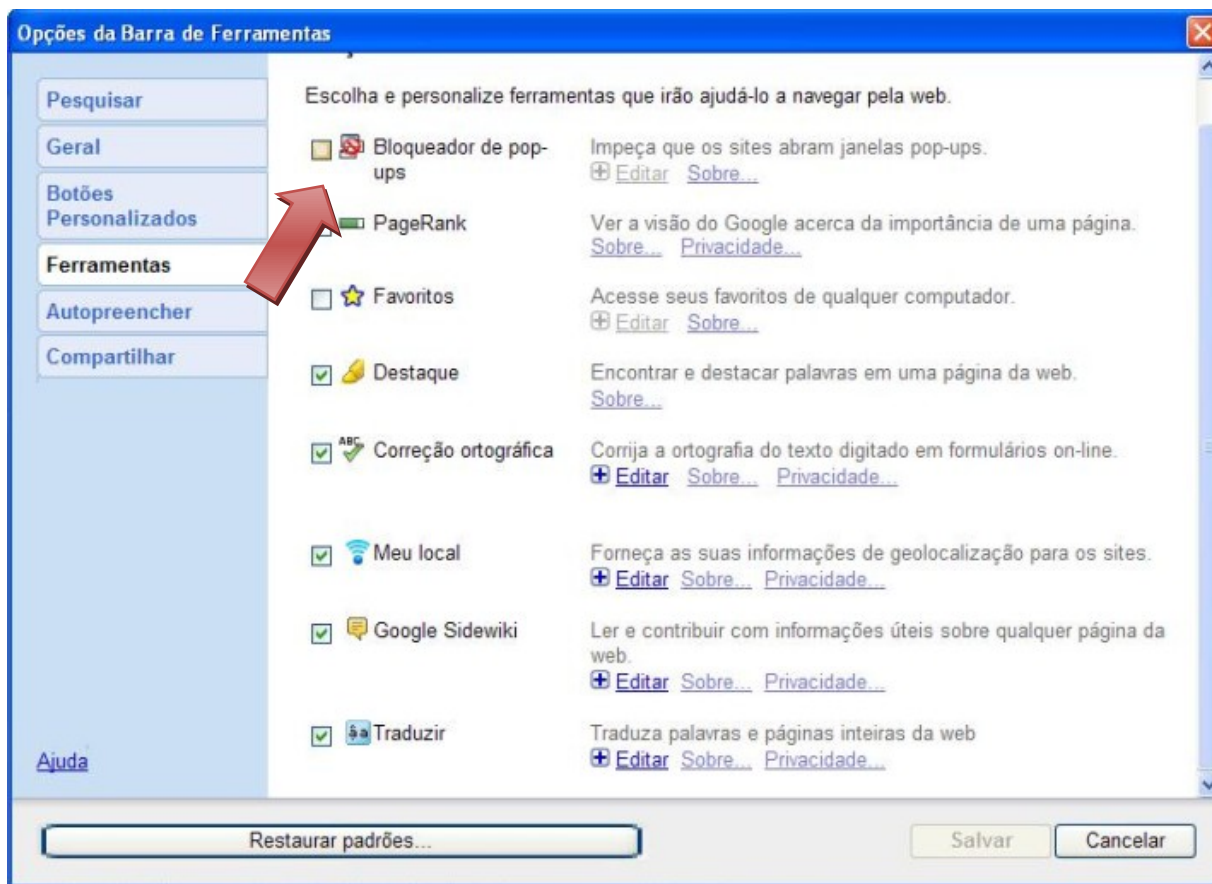 Opções da Barra de Ferramentas
Pesquisar
Geral
Botões
Personalizados
Ferramentas
Autopreencher
Compartilhar
Ajuda
Escolha e personalize ferramentas que irão ajudá-lo a navegar pela web.
Bloqueador de pop-
ups
Impeça que os sites abram janelas pop-ups.
Editar Sobre...
PageRank
Ver a visão do Google acerca da importância de uma página.
Sobre... Privacidade...
Favoritos
Acesse seus favoritos de qualquer computador.
Editar Sobre...
Destaque
Encontrar e destacar palavras em uma página da web.
Sobre...
ABC
Correção ortográfica
Corrija a ortografia do texto digitado em formulários on-line.
Editar Sobre... Privacidade...
Meu local
Forneça as suas informações de geolocalização para os sites.
Editar Sobre... Privacidade...
Google Sidewiki
Ler e contribuir com informações úteis sobre qualquer página da
web.
Editar Sobre... Privacidade...
Traduzir
Traduza palavras e páginas inteiras da web
Editar Sobre... Privacidade...
Restaurar padrões...
Salvar
Cancelar